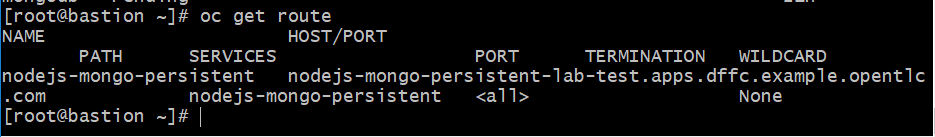 [root@bastion ~]# oc get route
NAME                      HOST/PORT
      PATH      SERVICES                  PORT      TERMINATION   WILDCARD
nodejs-mongo-persistent   nodejs-mongo-persistent-lab-test.apps.dffc.example.opentlc
.com            nodejs-mongo-persistent   <all>                   None
[root@bastion ~]#